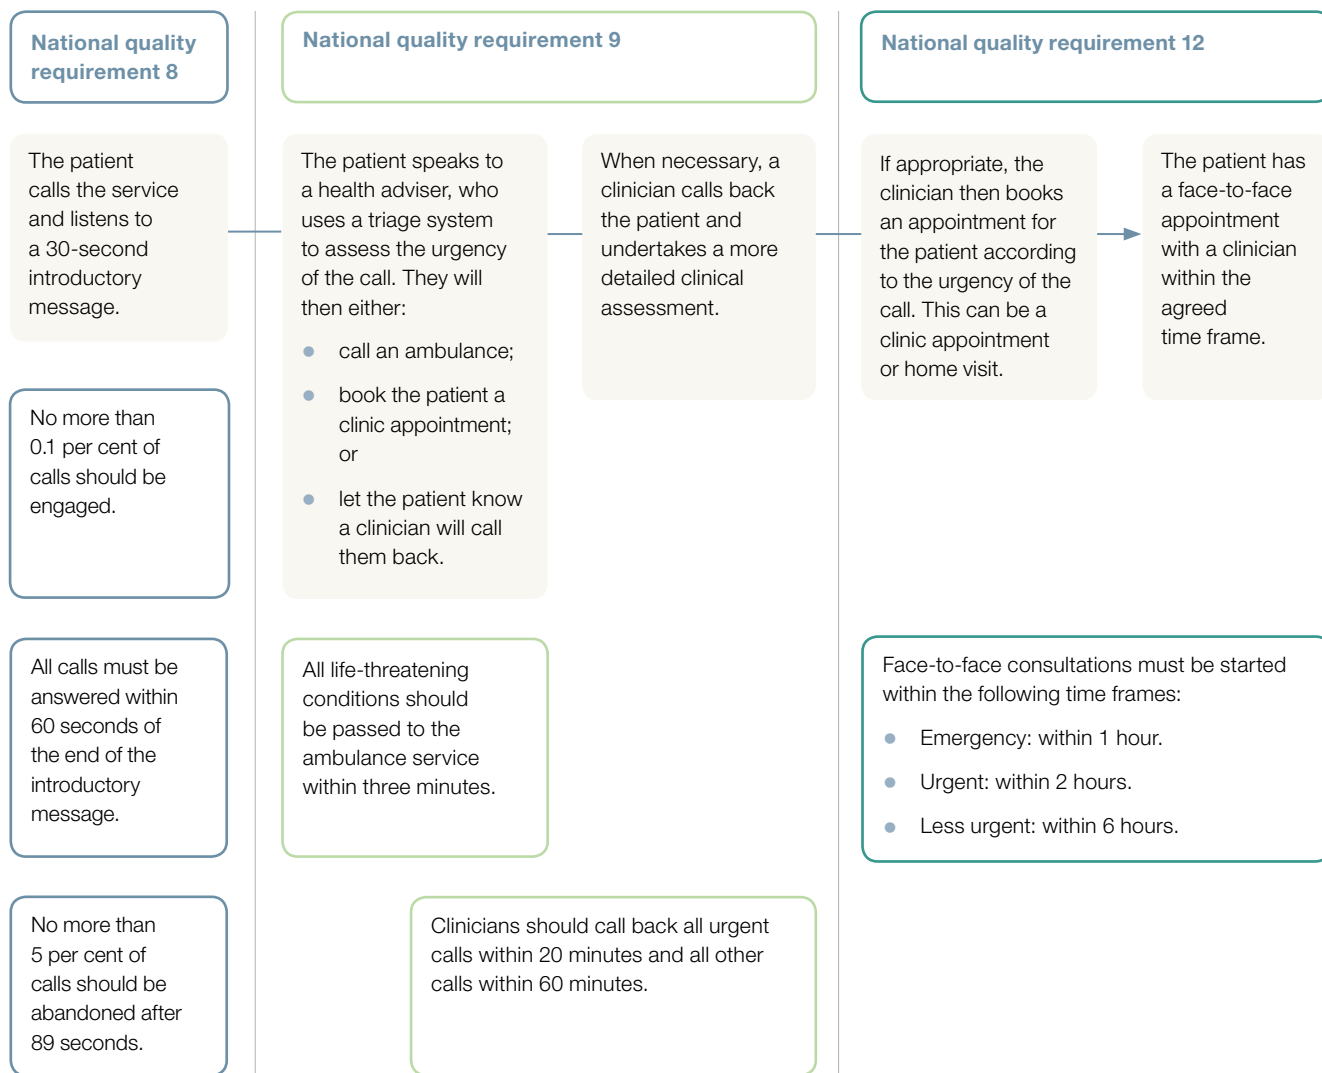 National quality
requirement 8
National quality requirement 9
National quality requirement 12
The patient
calls the service
and listens to
a 30-second
introductory
message.
The patient speaks to
a health adviser, who
uses a triage system
to assess the urgency
of the call. They will
then either:
call an ambulance;
book the patient a
clinic appointment;
or
let the patient know
a clinician will call
them back.
When necessary, a
clinician calls back
the patient and
undertakes a more
detailed clinical
assessment.
If appropriate, the
clinician then books
an appointment for
the patient according
to the urgency of the
call. This can be a
clinic appointment
or home visit.
The patient has
a face-to-face
appointment
with a clinician
within the
agreed
time frame.
No more than
0.1 per cent of
calls should be
engaged.
All calls must be
answered within
60 seconds of
the end of the
introductory
message.
All life-threatening
conditions should
be passed to the
ambulance service
within three minutes.
Face-to-face consultations must be started
within the following time frames:
Emergency: within 1 hour.
Urgent: within 2 hours.
Less urgent: within 6 hours.
No more than
5 per cent of
calls should be
abandoned after
89 seconds.
Clinicians should call back all urgent
calls within 20 minutes and all other
calls within 60 minutes.